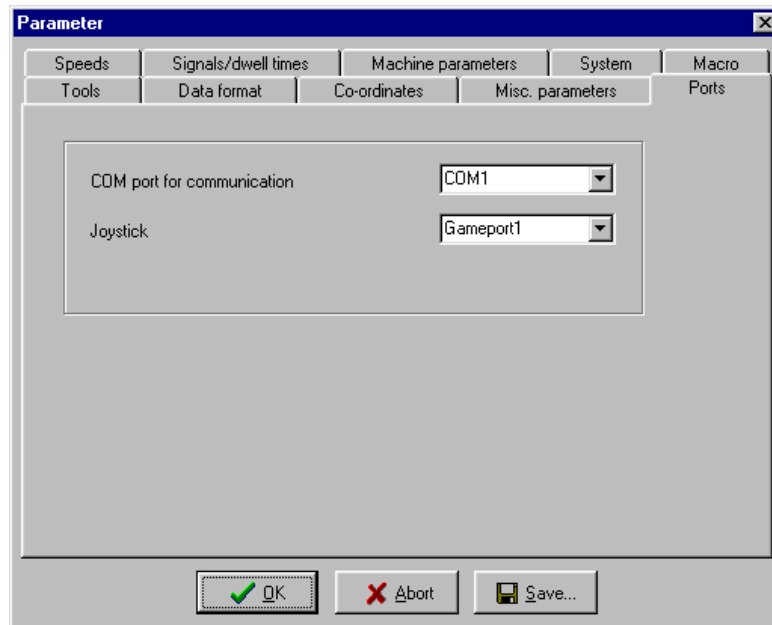 Parameter
Speeds Signals/dwell times Machine parameters System Macro
Tools Data format Co-ordinates Misc. parameters Ports
COM port for communication COM1
Joystick Gameport1
OK Abort Save...